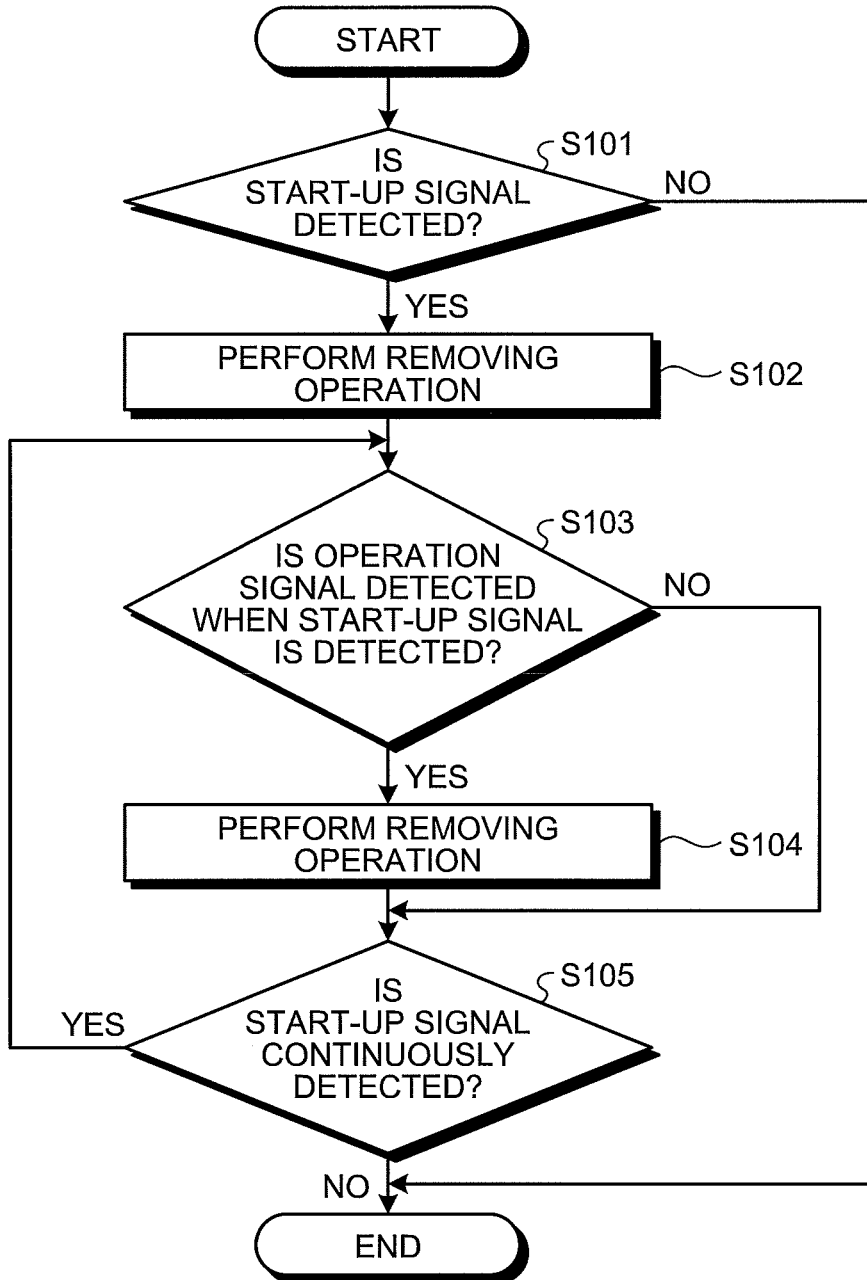 START
S101
IS
START-UP SIGNAL
DETECTED?
NO
YES
PERFORM REMOVING
OPERATION
S102
S103
IS OPERATION
SIGNAL DETECTED
WHEN START-UP SIGNAL
IS DETECTED?
NO
YES
PERFORM REMOVING
OPERATION
S104
S105
IS
START-UP SIGNAL
CONTINUOUSLY
DETECTED?
YES
NO
END